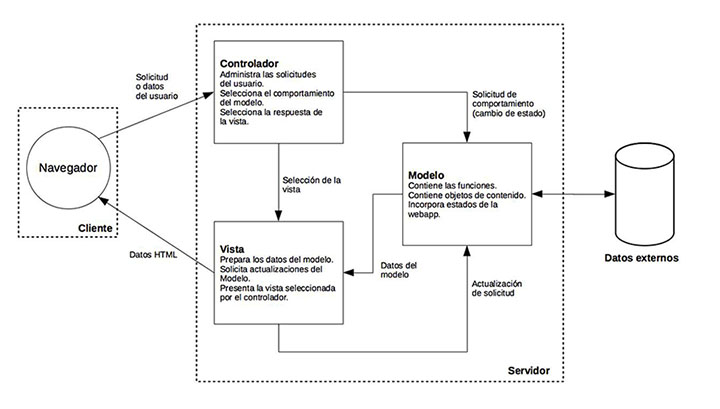 Controlador
Administra las solicitudes
del usuario.
Selecciona el comportamiento
del modelo.
Selecciona la respuesta de
la vista.
Solicitud
o datos
del usuario
Solicitud de
comportamiento
(cambio de estado)
Navegador
Cliente
Selección de la
vista
Modelo
Contiene las funciones.
Contiene objetos de contenido.
Incorpora estados de la
webapp.
Datos externos
Datos HTML
Vista
Prepara los datos del modelo.
Solicita actualizaciones del
Modelo.
Presenta la vista seleccionada
por el controlador.
Datos del
modelo
Actualización
de solicitud
Servidor